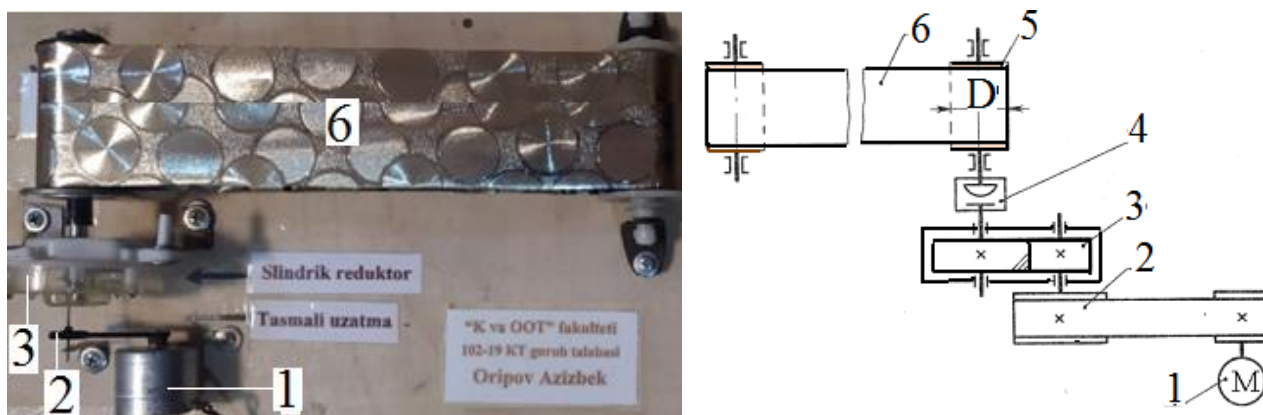 6
Slindrik reduktor
3
Tasmali uzatma
2
1
"K va OOT" fakulteti
102-19 KT guruh talabasi
Oripov Azizbek
6
5
D
4
3
2
1
M